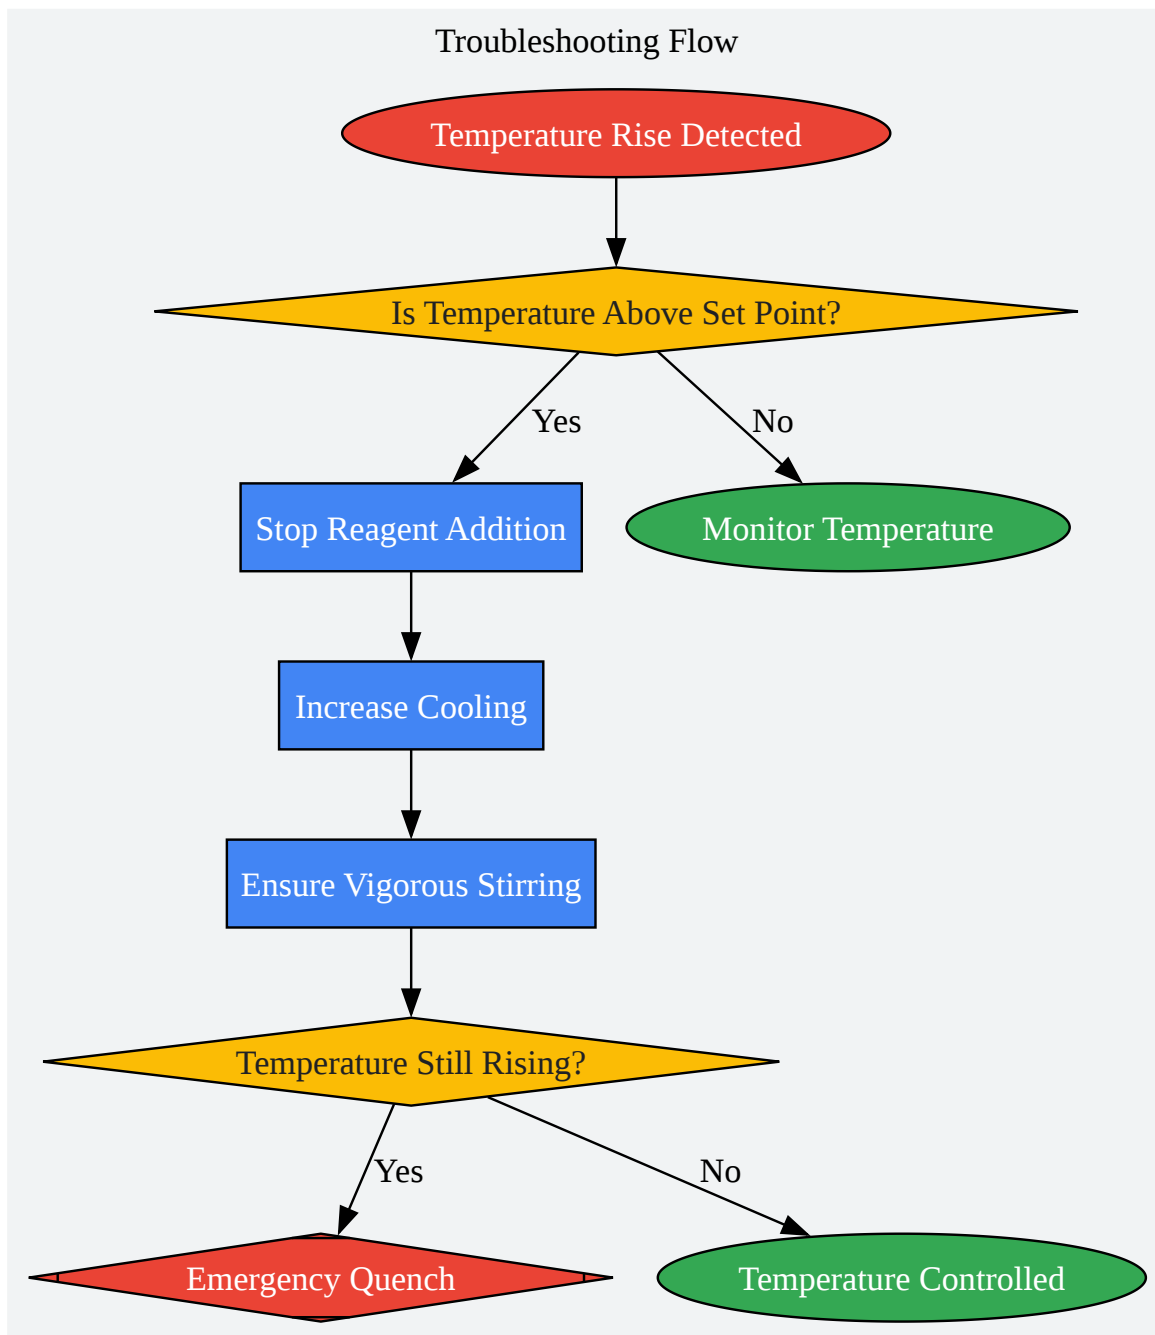 Troubleshooting Flow
Temperature Rise Detected
Is Temperature Above Set Point?
Yes
No
Stop Reagent Addition
Monitor Temperature
Increase Cooling
Ensure Vigorous Stirring
Temperature Still Rising?
Yes
No
Emergency Quench
Temperature Controlled